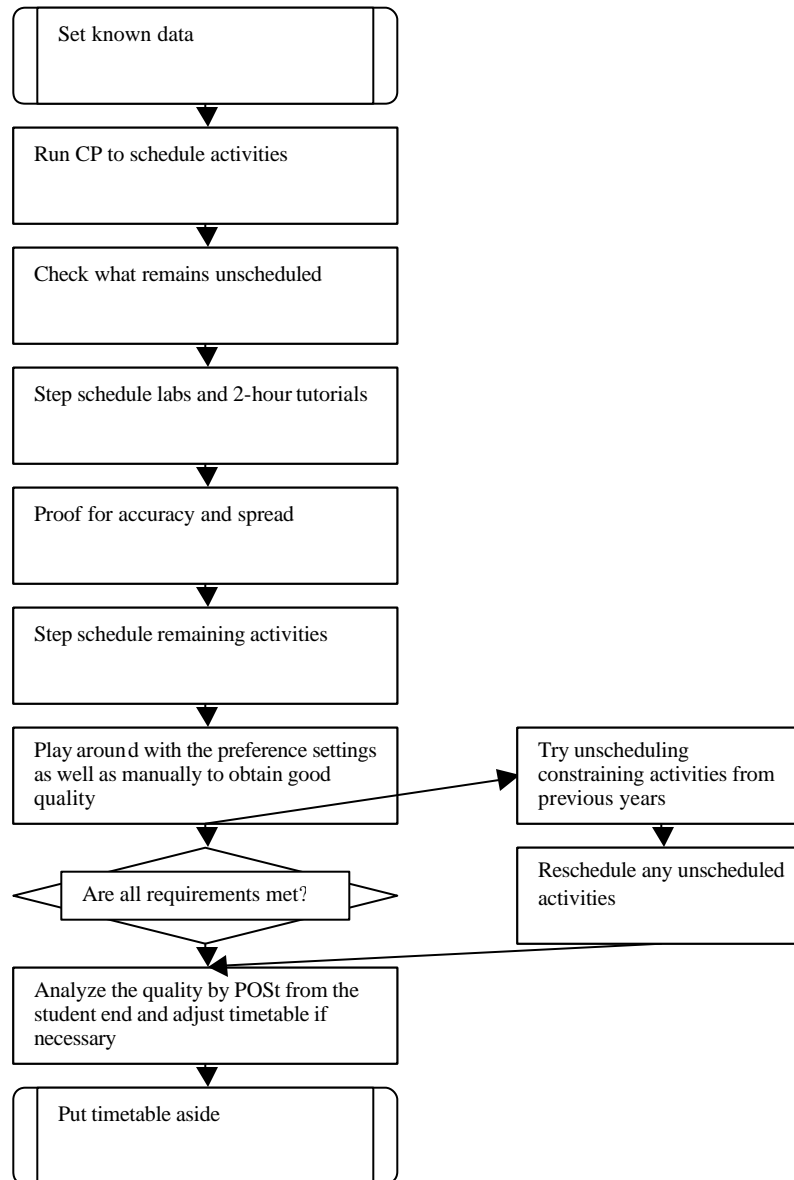 Set known data
Run CP to schedule activities
Check what remains unscheduled
Step schedule labs and 2-hour tutorials
Proof for accuracy and spread
Step schedule remaining activities
Play around with the preference settings
as well as manually to obtain good
quality
Try unscheduling
constraining activities from
previous years
Are all requirements met?
Reschedule any unscheduled
activities
Analyze the quality by POSt from the
student end and adjust timetable if
necessary
Put timetable aside